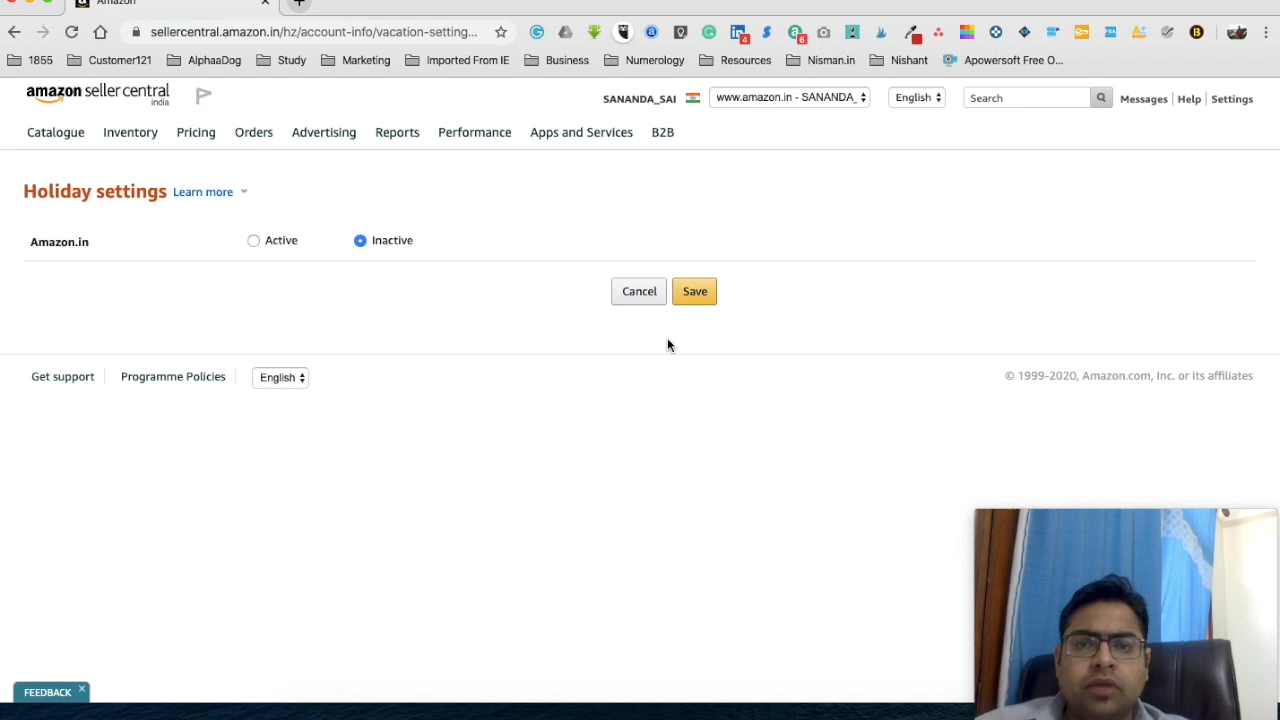 Amazon
sellercentral.amazon.in/hz/account-info/vacation-setting...
4
6
1855
Customer121
AlphaaDog
Study
Marketing
Imported From IE
Business
Numerology
Resources
Nisman.in
Nishant
Apowersoft Free O...
amazon seller central
india
SANANDA_SAI
www.amazon.in - SANANDA_
English
Search
Messages | Help | Settings
Catalogue
Inventory
Pricing
Orders
Advertising
Reports
Performance
Apps and Services
B2B
Holiday settings Learn more
Amazon.in
Active
Inactive
Cancel
Save
Get support
Programme Policies
English
© 1999-2020, Amazon.com, Inc. or its affiliates
FEEDBACK